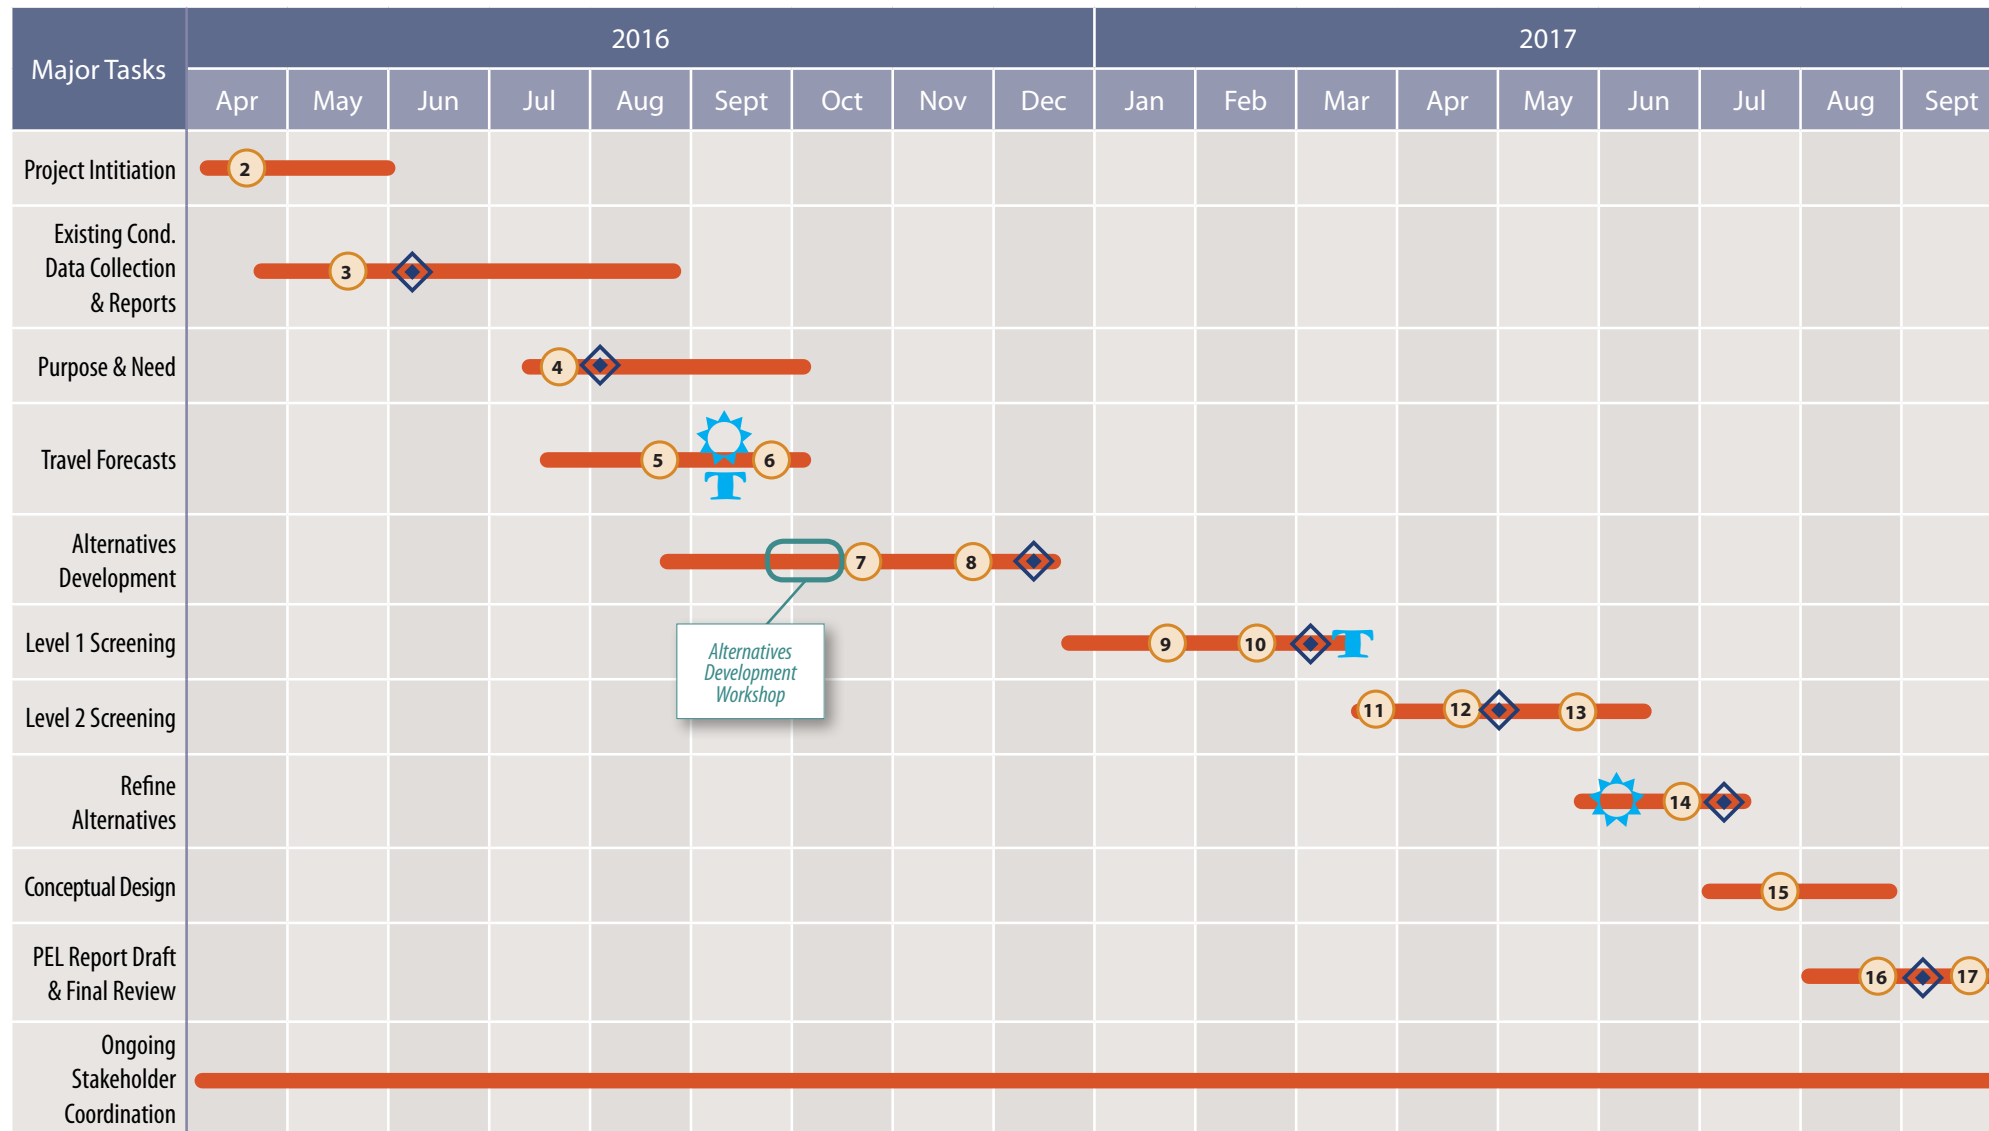 Major Tasks
2016
2017
Apr May Jun Jul Aug Sept Oct Nov Dec Jan Feb Mar Apr May Jun Jul Aug Sept
Project Intitiation
2
Existing Cond.
Data Collection
& Reports
3
Purpose & Need
4
Travel Forecasts
5 6
T
Alternatives
Development
7 8
Alternatives
Development
Workshop
Level 1 Screening
9 10 T
Level 2 Screening
11 12 13
Refine
Alternatives
14
Conceptual Design
15
PEL Report Draft
& Final Review
16 17
Ongoing
Stakeholder
Coordination